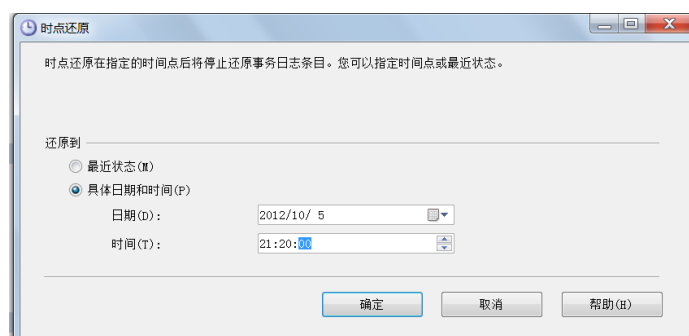 时点还原
时点还原在指定的时间点后将停止还原事务日志条目。您可以指定时间点或最近状态。
还原到
最近状态(M)
具体日期和时间(P)
日期(D): 2012/10/ 5
时间(T): 21:20:00
确定 取消 帮助(H)